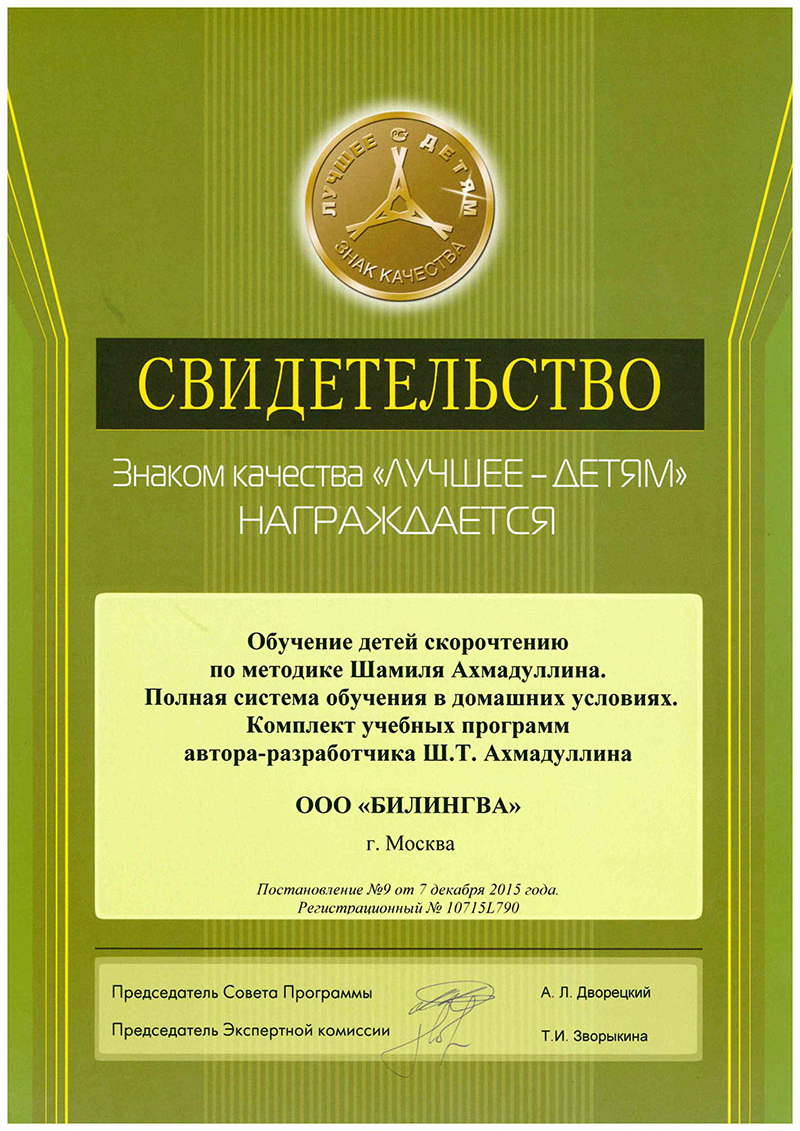 ЛУЧШЕЕ ДЕТЯМ
ЗНАК КАЧЕСТВА
СВИДЕТЕЛЬСТВО
Знаком качества «ЛУЧШЕЕ – ДЕТЯМ»
НАГРАЖДАЕТСЯ
Обучение детей скорочтению
по методике Шамиля Ахмадуллина.
Полная система обучения в домашних условиях.
Комплект учебных программ
автора-разработчика Ш.Т. Ахмадуллина
ООО «БИЛИНГВА»
г. Москва
Постановление №9 от 7 декабря 2015 года.
Регистрационный № 10715L790
Председатель Совета Программы
А. Л. Дворецкий
Председатель Экспертной комиссии
Т.И. Зворыкина